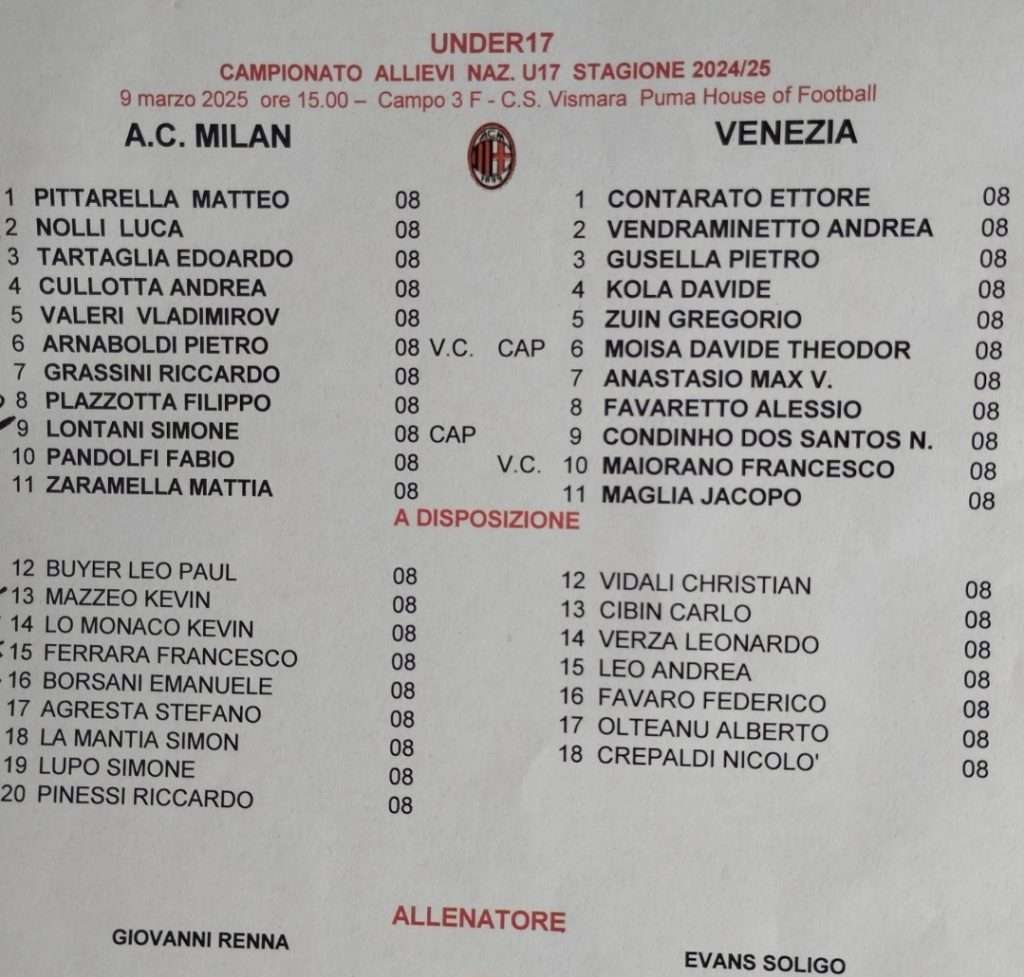 UNDER17
CAMPIONATO ALLIEVI NAZ. U17 STAGIONE 2024/25
9 marzo 2025 ore 15.00 – Campo 3 F - C.S. Vismara Puma House of Football
A.C. MILAN VENEZIA
ACM
1899
1 PITTARELLA MATTEO 08 1 CONTARATO ETTORE 08
2 NOLLI LUCA 08 2 VENDRAMINETTO ANDREA 08
3 TARTAGLIA EDOARDO 08 3 GUSELLA PIETRO 08
4 CULLOTTA ANDREA 08 4 KOLA DAVIDE 08
5 VALERI VLADIMIROV 08 5 ZUIN GREGORIO 08
6 ARNABOLDI PIETRO 08 V.C. CAP 6 MOISA DAVIDE THEODOR 08
7 GRASSINI RICCARDO 08 7 ANASTASIO MAX V. 08
8 PLAZZOTTA FILIPPO 08 8 FAVARETTO ALESSIO 08
9 LONTANI SIMONE 08 CAP 9 CONDINHO DOS SANTOS N. 08
10 PANDOLFI FABIO 08 V.C. 10 MAIORANO FRANCESCO 08
11 ZARAMELLA MATTIA 08 11 MAGLIA JACOPO 08
A DISPOSIZIONE
12 BUYER LEO PAUL 08 12 VIDALI CHRISTIAN 08
13 MAZZEO KEVIN 08 13 CIBIN CARLO 08
14 LO MONACO KEVIN 08 14 VERZA LEONARDO 08
15 FERRARA FRANCESCO 08 15 LEO ANDREA 08
16 BORSANI EMANUELE 08 16 FAVARO FEDERICO 08
17 AGRESTA STEFANO 08 17 OLTEANU ALBERTO 08
18 LA MANTIA SIMON 08 18 CREPALDI NICOLO' 08
19 LUPO SIMONE 08
20 PINESSI RICCARDO 08
ALLENATORE
GIOVANNI RENNA EVANS SOLIGO